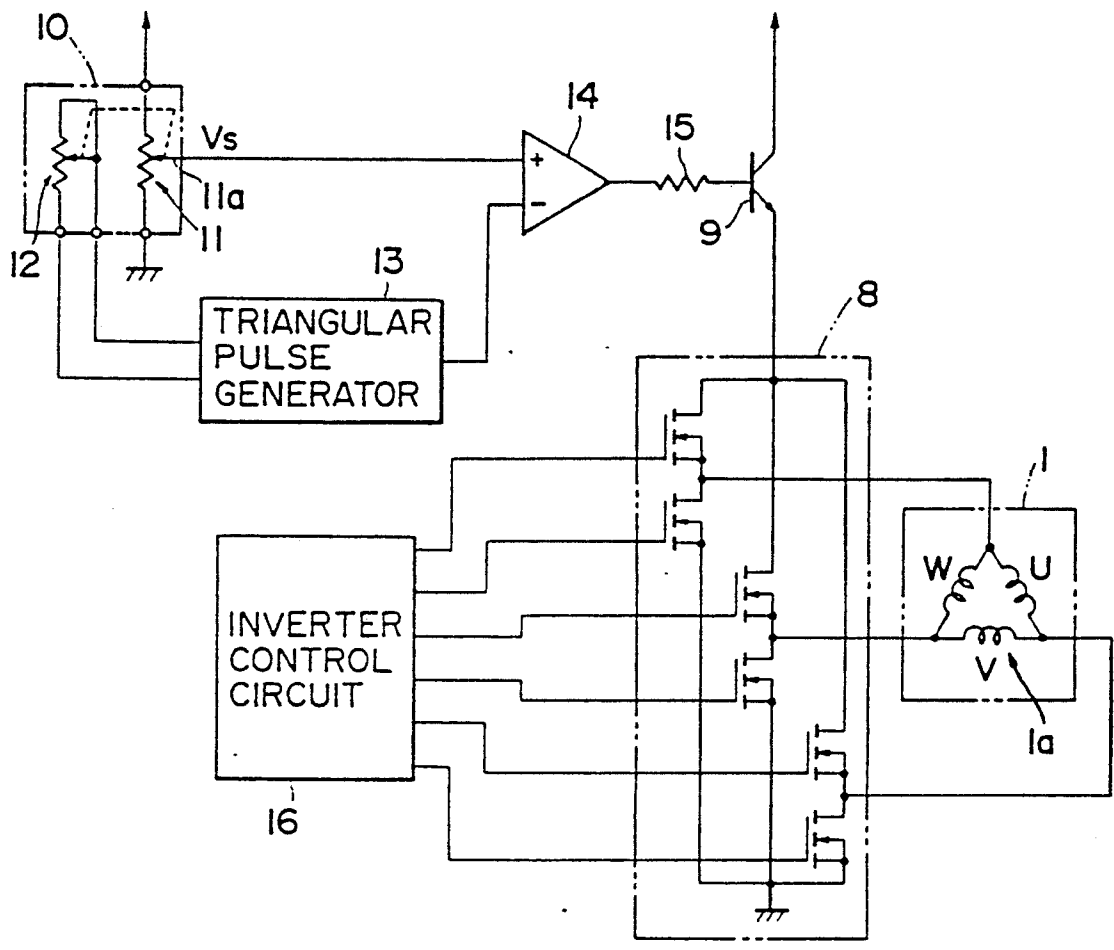 10
Vs
11a
11
12
14
+
-
15
9
13
TRIANGULAR
PULSE
GENERATOR
8
1
W
U
V
1a
INVERTER
CONTROL
CIRCUIT
16